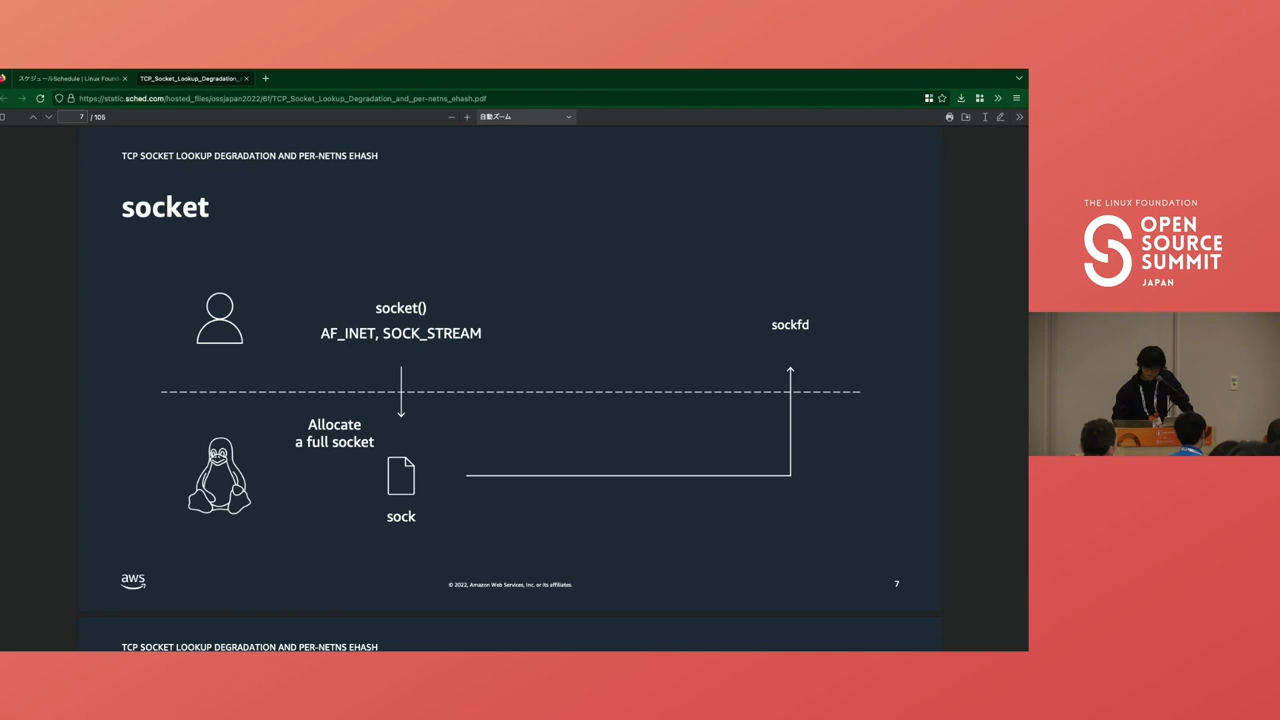 スケジュールSchedule | Linux Found
TCP_Socket_Lookup_Degradation_
https://static.sched.com/hosted_files/ossjapan2022/6f/TCP_Socket_Lookup_Degradation_and_per-netns_ehash.pdf
7 / 105
自動ズーム
TCP SOCKET LOOKUP DEGRADATION AND PER-NETNS EHASH
socket
socket()
AF_INET, SOCK_STREAM
sockfd
Allocate
a full socket
sock
aws
© 2022, Amazon Web Services, Inc. or its affiliates.
7
TCP SOCKET LOOKUP DEGRADATION AND PER-NETNS EHASH
THE LINUX FOUNDATION
OPEN
SOURCE
SUMMIT
JAPAN